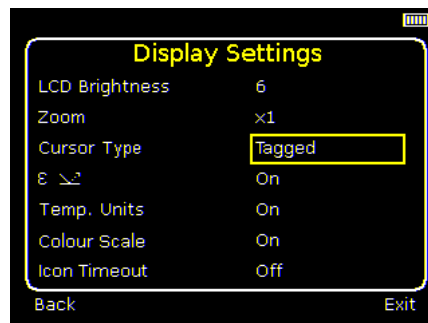 Display Settings
LCD Brightness 6
Zoom ×1
Cursor Type Tagged
ε On
Temp. Units On
Colour Scale On
Icon Timeout Off
Back Exit